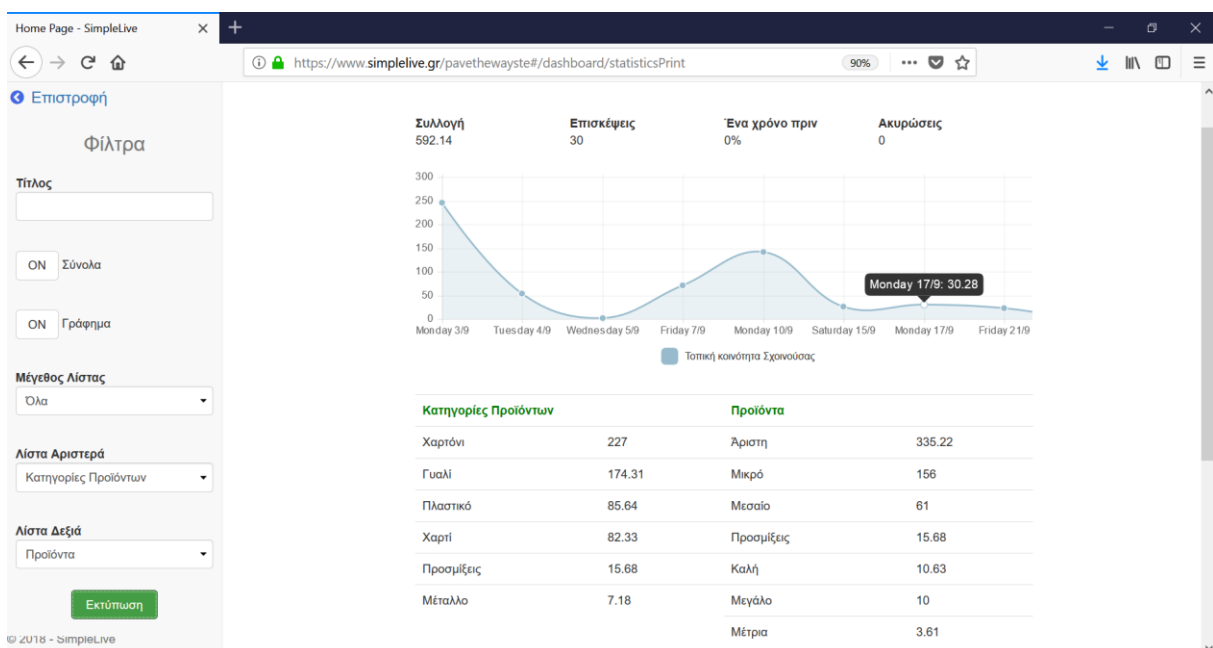 Home Page - SimpleLive
https://www.simplelive.gr/pavethewayste#/dashboard/statisticsPrint
90%
Επιστροφή
Φίλτρα
Τίτλος
ON Σύνολα
ON Γράφημα
Μέγεθος Λίστας
Όλα
Λίστα Αριστερά
Κατηγορίες Προϊόντων
Λίστα Δεξιά
Προϊόντα
Εκτύπωση
© 2018 - SimpleLive
Συλλογή Επισκέψεις Ένα χρόνο πριν Ακυρώσεις
592.14 30 0% 0
300
250
200
150
100
50
0
Monday 17/9: 30.28
Monday 3/9 Tuesday 4/9 Wednesday 5/9 Friday 7/9 Monday 10/9 Saturday 15/9 Monday 17/9 Friday 21/9
Τοπική κοινότητα Σχοινούσας
Κατηγορίες Προϊόντων Προϊόντα
Χαρτόνι 227 Άριστη 335.22
Γυαλί 174.31 Μικρό 156
Πλαστικό 85.64 Μεσαίο 61
Χαρτί 82.33 Προσμίξεις 15.68
Προσμίξεις 15.68 Καλή 10.63
Μέταλλο 7.18 Μεγάλο 10
Μέτρια 3.61